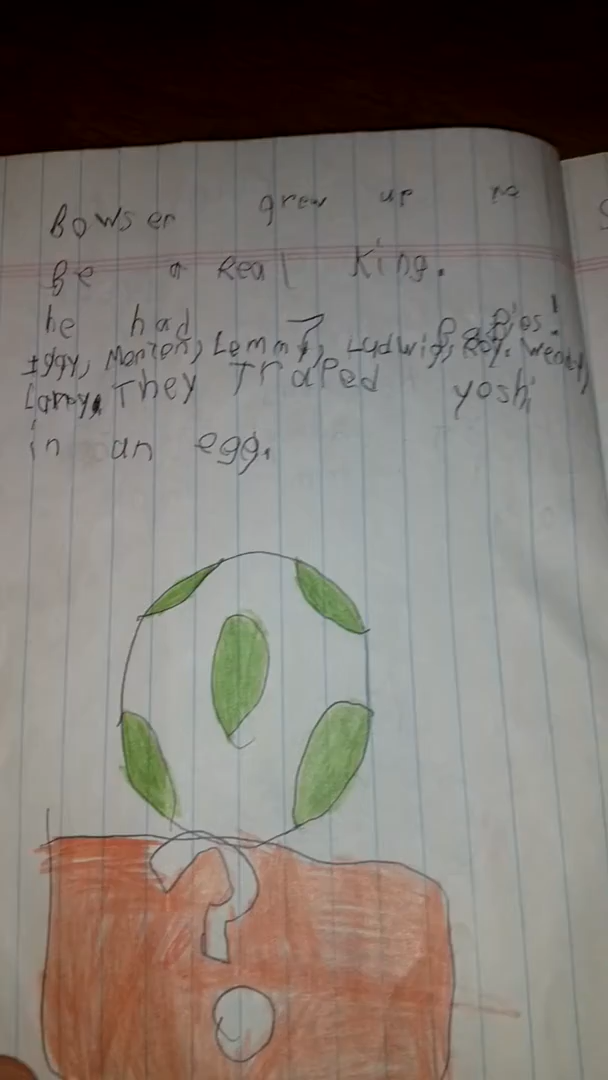 Bowser grew up to
Be a Real King.
he had 7 Babies!
Iggy, Morton, Lemmy, Ludwig, Roy, Wendy,
Larry, They Traped yoshi
in an egg.
?